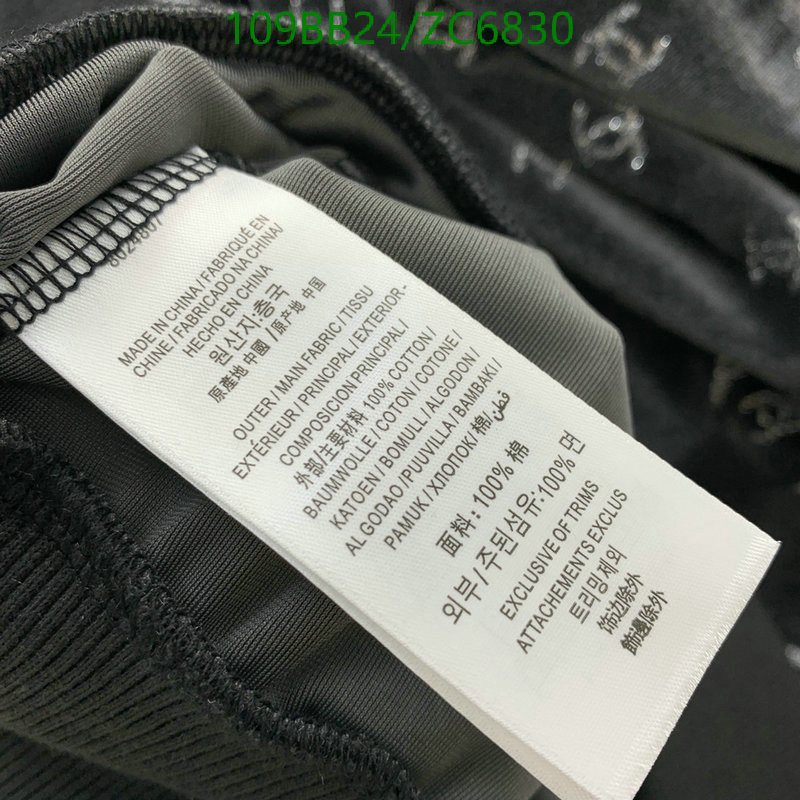 109BB24/ZC6830
8024807
MADE IN CHINA / FABRIQUE EN
CHINE / FABRICADO NA CHINA/
HECHO EN CHINA
원산지:중국
原產地 中國 /原产地 中国
OUTER / MAIN FABRIC / TISSU
EXTÉRIEUR / PRINCIPAL / EXTERIOR-
COMPOSICION PRINCIPAL /
外部/主要材料 100% COTTON/
BAUMWOLLE / COTON / COTONE /
KATOEN / BOMULL / ALGODON /
ALGODAO / PUUVILLA / BAMBAKI /
PAMUK / ХЛОПОК / 棉 / قطن
面料: 100% 棉
외부 / 주된섬유:100% 면
EXCLUSIVE OF TRIMS
ATTACHEMENTS EXCLUS
트리밍제외
饰边除外
飾邊除外